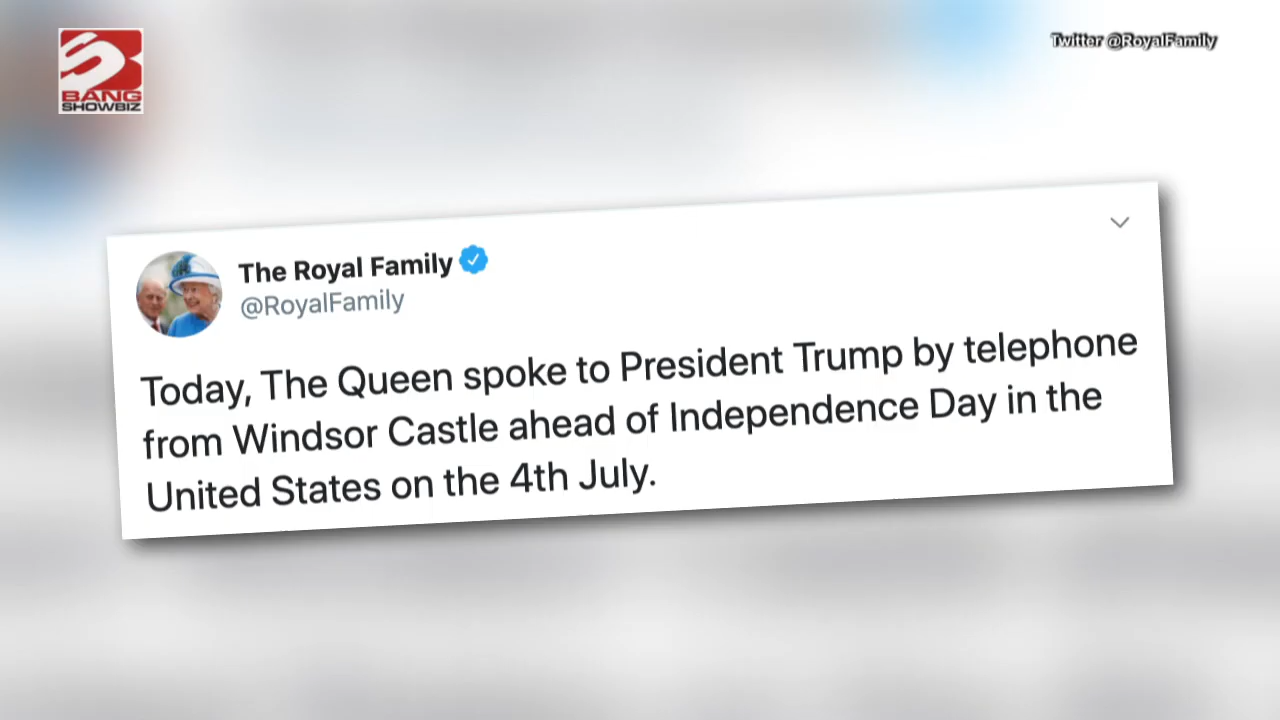 BANG
SHOWBIZ
Twitter @RoyalFamily
The Royal Family
@RoyalFamily
Today, The Queen spoke to President Trump by telephone
from Windsor Castle ahead of Independence Day in the
United States on the 4th July.